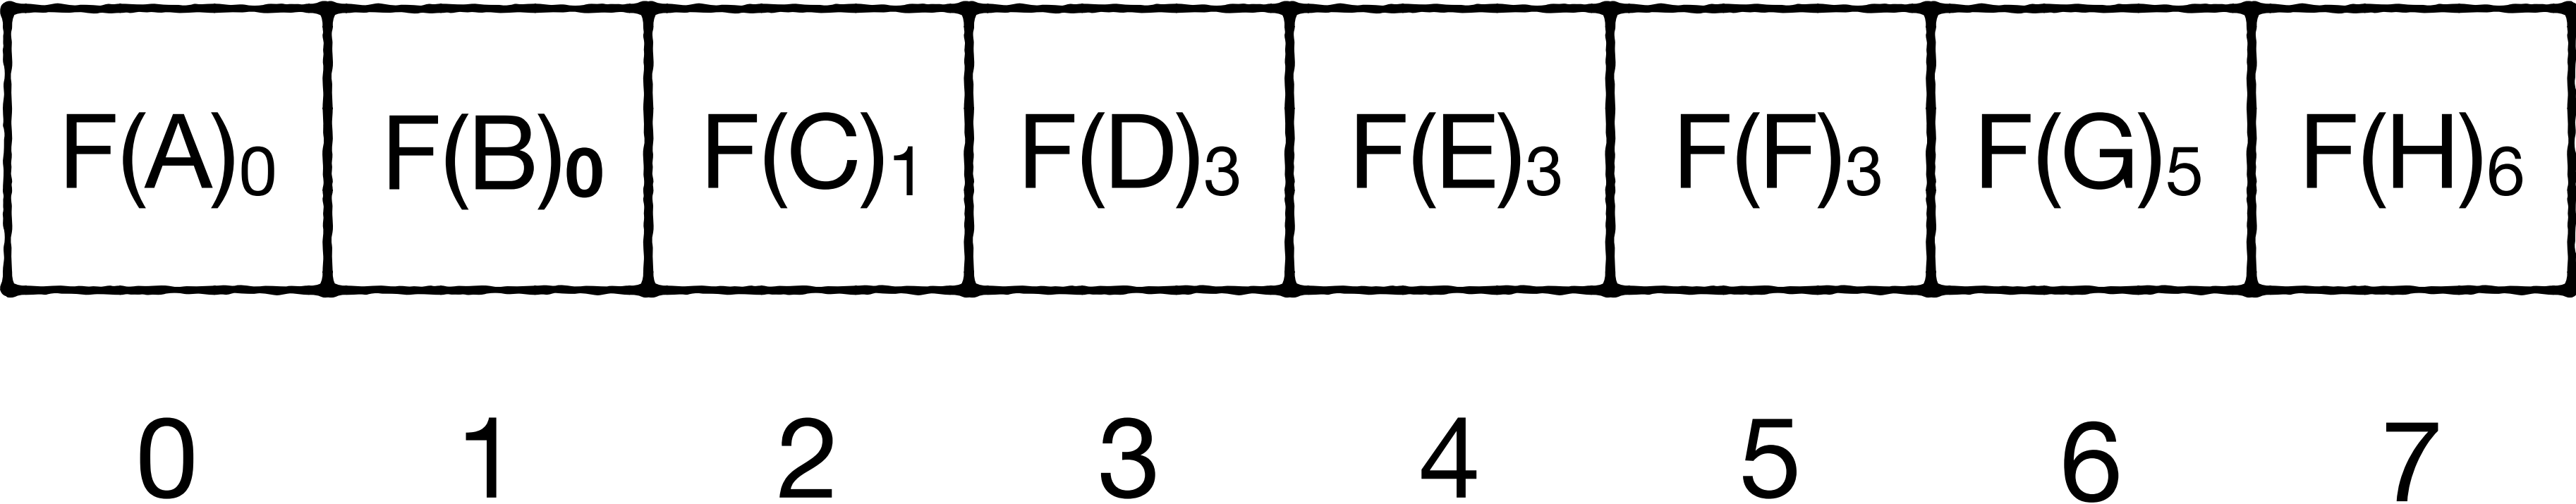 F(A)₀ F(B)₀ F(C)₁ F(D)₃ F(E)₃ F(F)₃ F(G)₅ F(H)₆
0 1 2 3 4 5 6 7